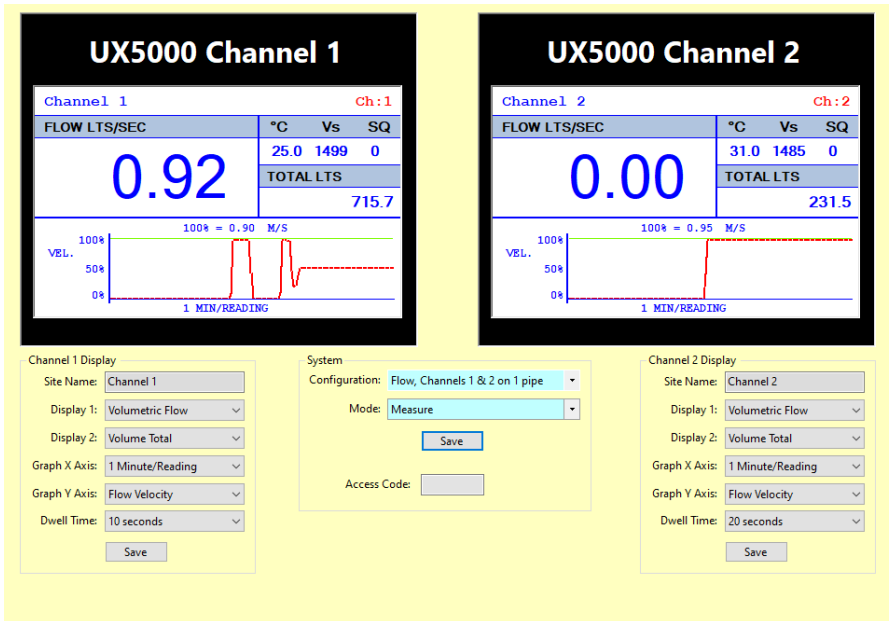 UX5000 Channel 1
Channel 1 Ch:1
FLOW LTS/SEC °C Vs SQ
25.0 1499 0
0.92
TOTAL LTS
715.7
100% = 0.90 M/S
100%
VEL.
50%
0%
1 MIN/READING
UX5000 Channel 2
Channel 2 Ch:2
FLOW LTS/SEC °C Vs SQ
31.0 1485 0
0.00
TOTAL LTS
231.5
100% = 0.95 M/S
100%
VEL.
50%
0%
1 MIN/READING
Channel 1 Display
Site Name: Channel 1
Display 1: Volumetric Flow
Display 2: Volume Total
Graph X Axis: 1 Minute/Reading
Graph Y Axis: Flow Velocity
Dwell Time: 10 seconds
Save
System
Configuration: Flow, Channels 1 & 2 on 1 pipe
Mode: Measure
Save
Access Code:
Channel 2 Display
Site Name: Channel 2
Display 1: Volumetric Flow
Display 2: Volume Total
Graph X Axis: 1 Minute/Reading
Graph Y Axis: Flow Velocity
Dwell Time: 20 seconds
Save